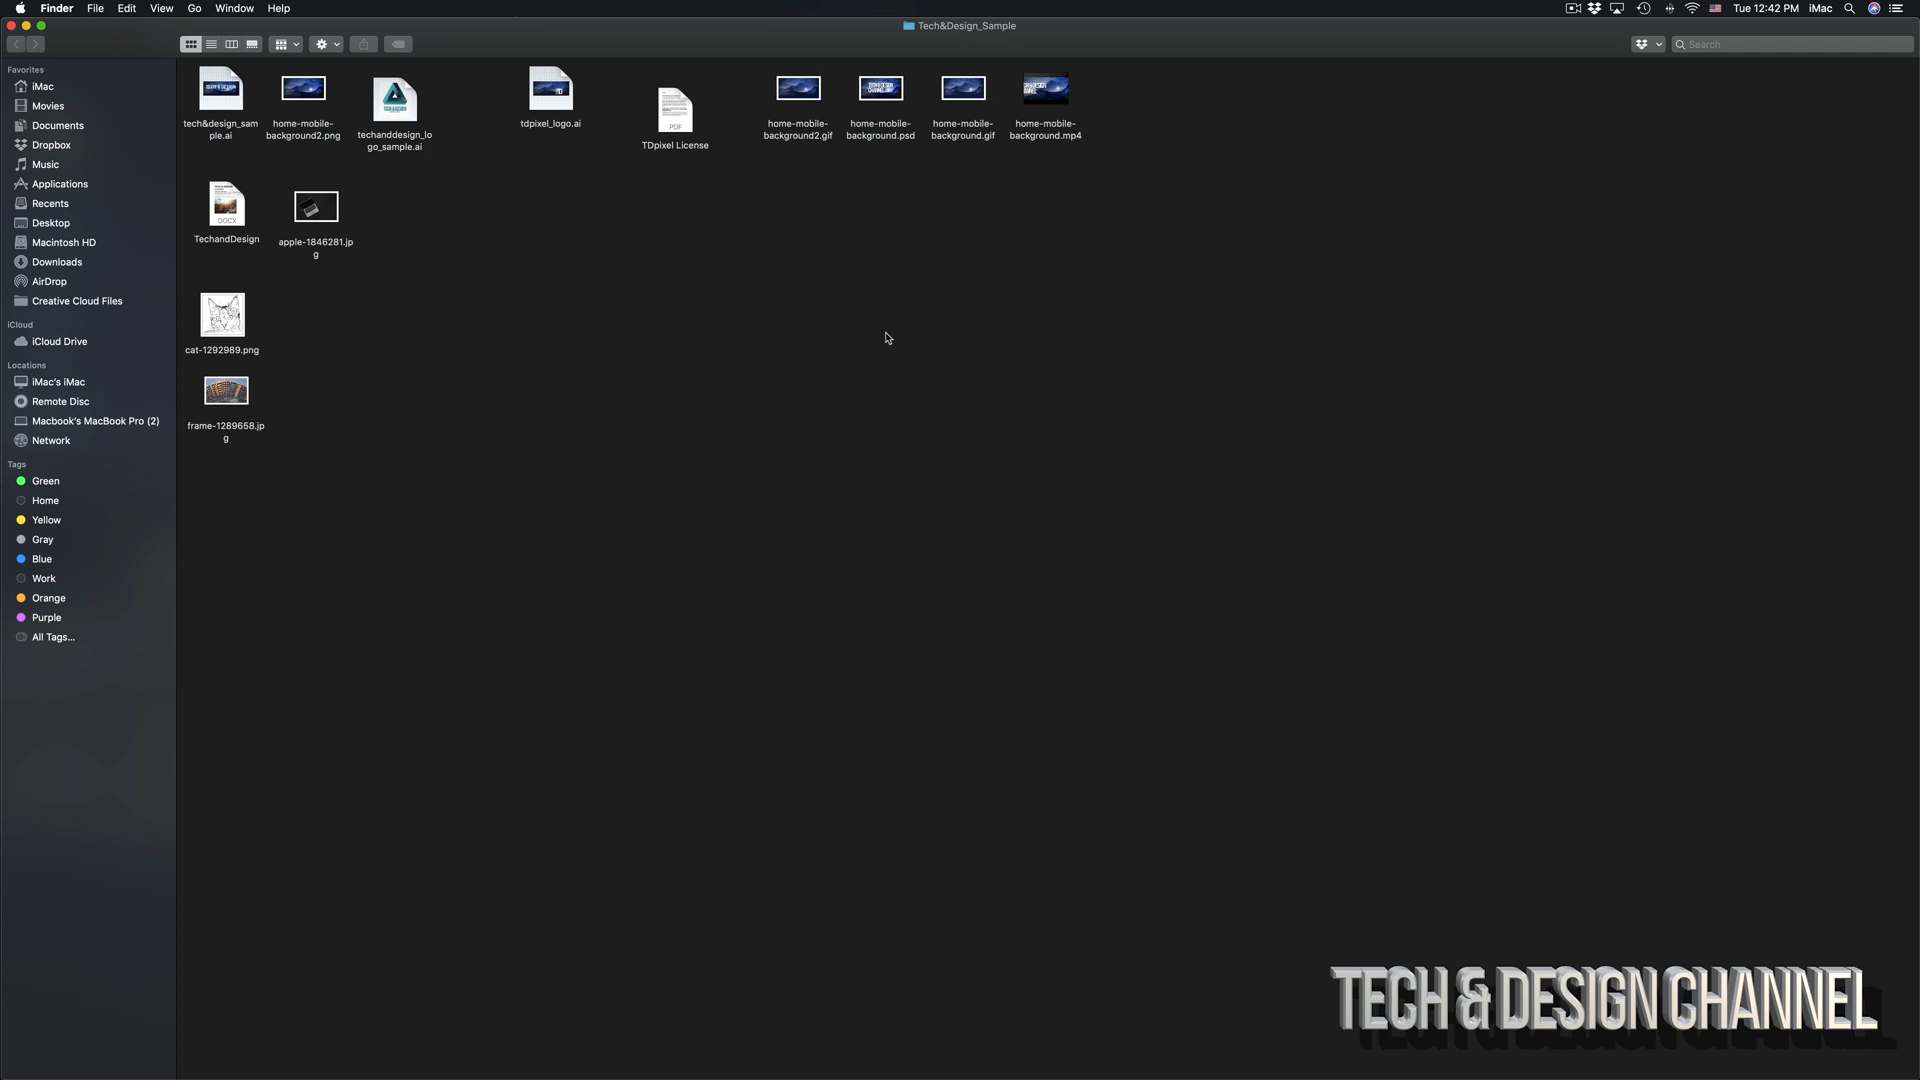 Finder File Edit View Go Window Help Tue 12:42 PM iMac
Tech&Design_Sample
Search
Favorites
iMac
Movies
Documents
Dropbox
Music
Applications
Recents
Desktop
Macintosh HD
Downloads
AirDrop
Creative Cloud Files
iCloud
iCloud Drive
Locations
iMac's iMac
Remote Disc
Macbook's MacBook Pro (2)
Network
Tags
Green
Home
Yellow
Gray
Blue
Work
Orange
Purple
All Tags...
tech&design_sam
ple.ai
home-mobile-
background2.png
TECH & DESIGN
techanddesign_lo
go_sample.ai
tdpixel_logo.ai
PDF
TDpixel License
home-mobile-
background2.gif
home-mobile-
background.psd
home-mobile-
background.gif
home-mobile-
background.mp4
DOCX
TechandDesign
apple-1846281.jp
g
cat-1292989.png
frame-1289658.jp
g
TECH & DESIGN CHANNEL